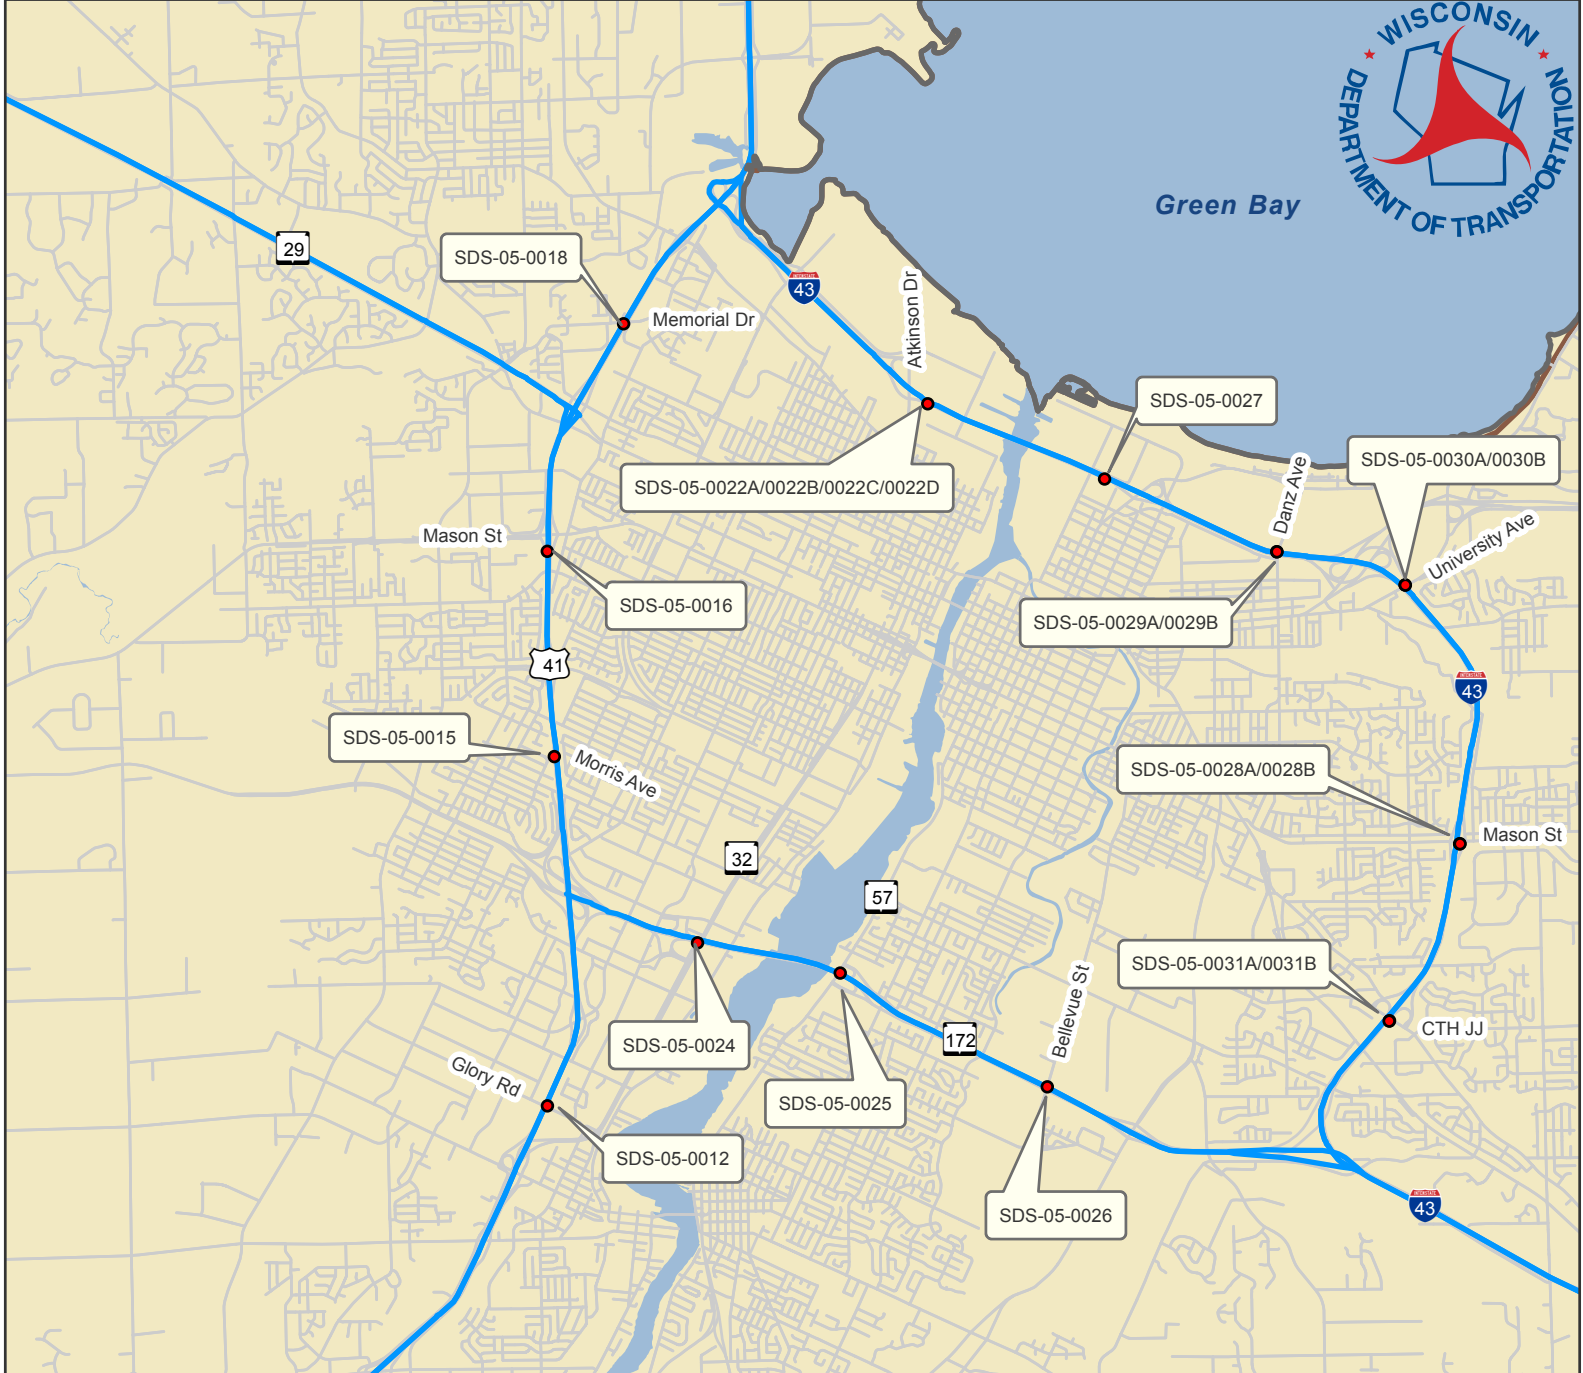 WISCONSIN
DEPARTMENT OF TRANSPORTATION
Green Bay
29
SDS-05-0018
Memorial Dr
INTERSTATE
43
Atkinson Dr
SDS-05-0027
SDS-05-0022A/0022B/0022C/0022D
Danz Ave
SDS-05-0030A/0030B
University Ave
Mason St
SDS-05-0016
SDS-05-0029A/0029B
41
INTERSTATE
43
SDS-05-0015
Morris Ave
SDS-05-0028A/0028B
Mason St
32
57
SDS-05-0031A/0031B
CTH JJ
Bellevue St
SDS-05-0024
172
Glory Rd
SDS-05-0025
SDS-05-0012
SDS-05-0026
INTERSTATE
43